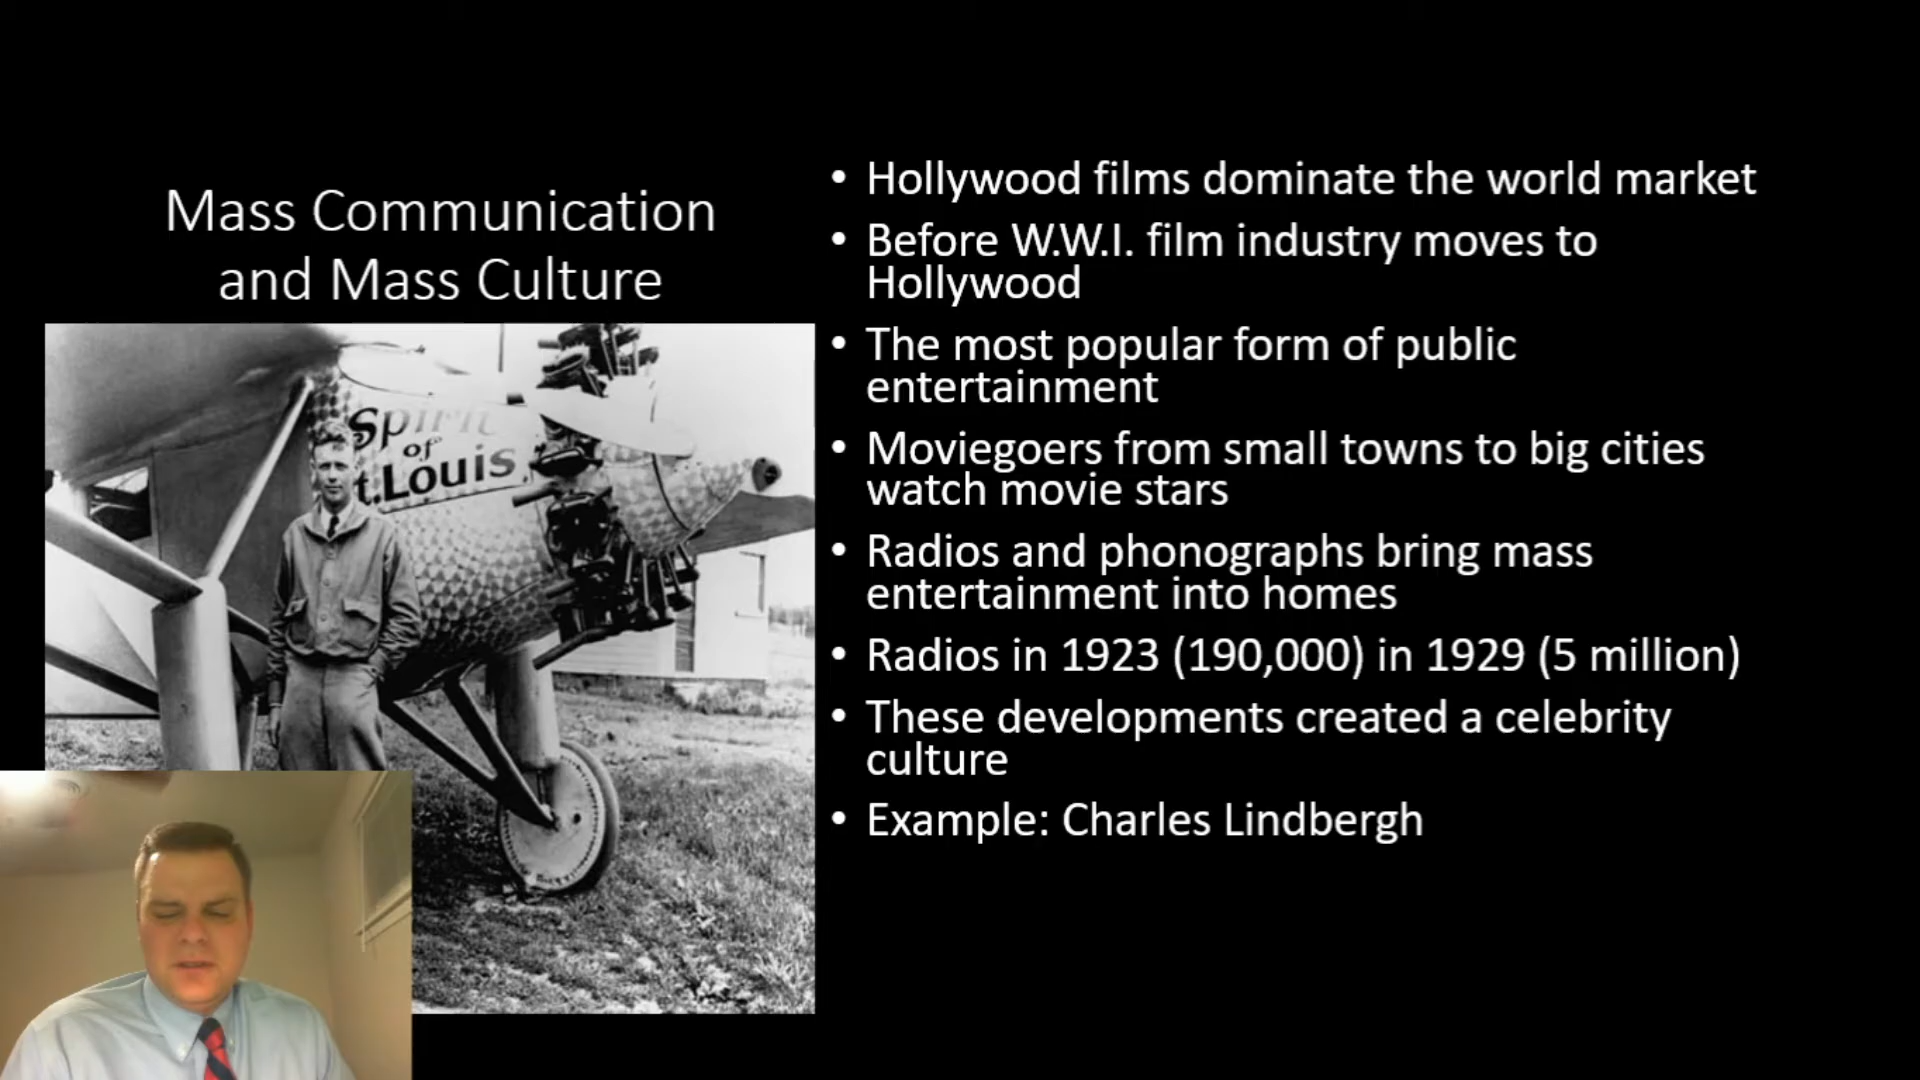 Mass Communication
and Mass Culture
Spirit
of
t.Louis
• Hollywood films dominate the world market
• Before W.W.I. film industry moves to
Hollywood
• The most popular form of public
entertainment
• Moviegoers from small towns to big cities
watch movie stars
• Radios and phonographs bring mass
entertainment into homes
• Radios in 1923 (190,000) in 1929 (5 million)
• These developments created a celebrity
culture
• Example: Charles Lindbergh